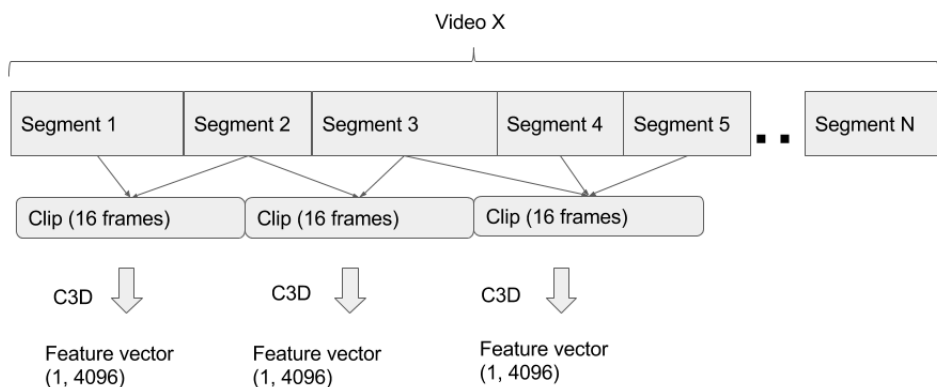 Video X
Segment 1 Segment 2 Segment 3 Segment 4 Segment 5 . . Segment N
Clip (16 frames) Clip (16 frames) Clip (16 frames)
C3D C3D C3D
Feature vector Feature vector Feature vector
(1, 4096) (1, 4096) (1, 4096)